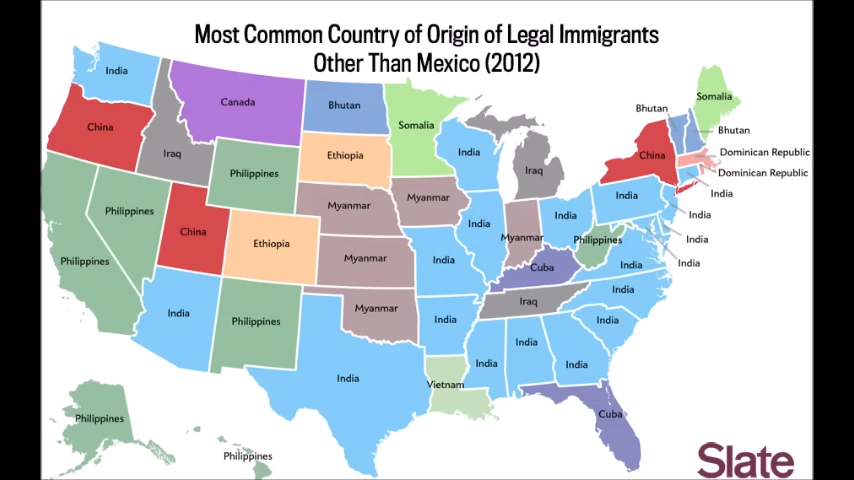 Most Common Country of Origin of Legal Immigrants
Other Than Mexico (2012)
India
Canada
Bhutan
Somalia
Somalia
Bhutan
China
Bhutan
Iraq
Ethiopia
India
Iraq
China
Dominican Republic
Dominican Republic
Philippines
Philippines
Myanmar
Myanmar
India
India
India
India
China
Ethiopia
Myanmar
Myanmar
Philippines
Cuba
India
India
India
Philippines
India
Myanmar
Iraq
India
India
India
Philippines
India
India
India
India
India
India
Vietnam
Cuba
Philippines
Philippines
Slate